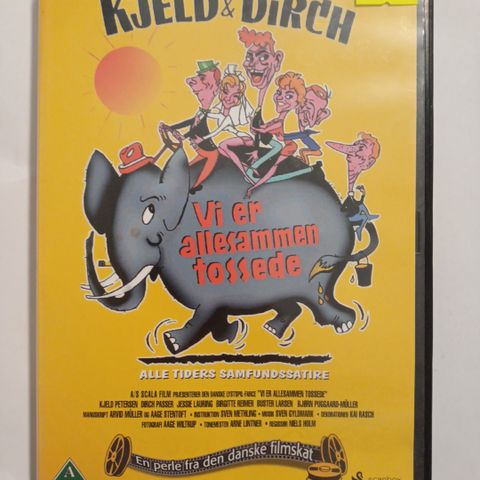 KJELD & DIRCH
Vi er
allesammen
tossede
ALLE TIDERS SAMFUNDSSATIRE
A/S SCALA FILM PRÆSENTERER DEN DANSKE LYSTSPIL-FARCE "VI ER ALLESAMMEN TOSSEDE"
KJELD PETERSEN DIRCH PASSER JESSIE LAURING BIRGITTE REIMER BUSTER LARSEN BJØRN PUGGAARD-MÜLLER
MANUSKRIPT ARVID MÜLLER OG AAGE STENTOFT • INSTRUKTION SVEN METHLING • MUSIK SVEN GYLDMARK • DEKORATIONER KAI RASCH
FOTOGRAFI AAGE WILTRUP • TONEMESTER ARNE LINTNER • REGISSØR NIELS HOLM
A
En perle fra den danske filmskat
scanbox